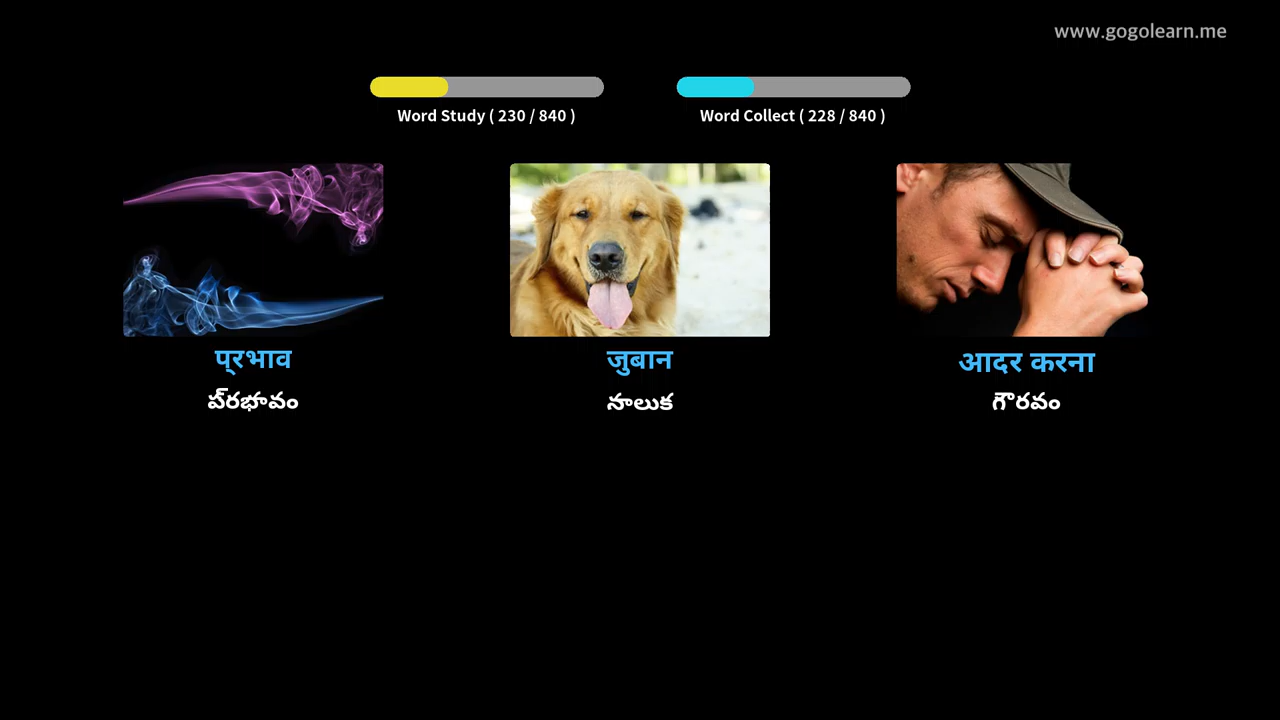 www.gogolearn.me
Word Study ( 230 / 840 )
Word Collect ( 228 / 840 )
प्रभाव
ప్రభావం
जुबान
నాలుక
आदर करना
గౌరవం